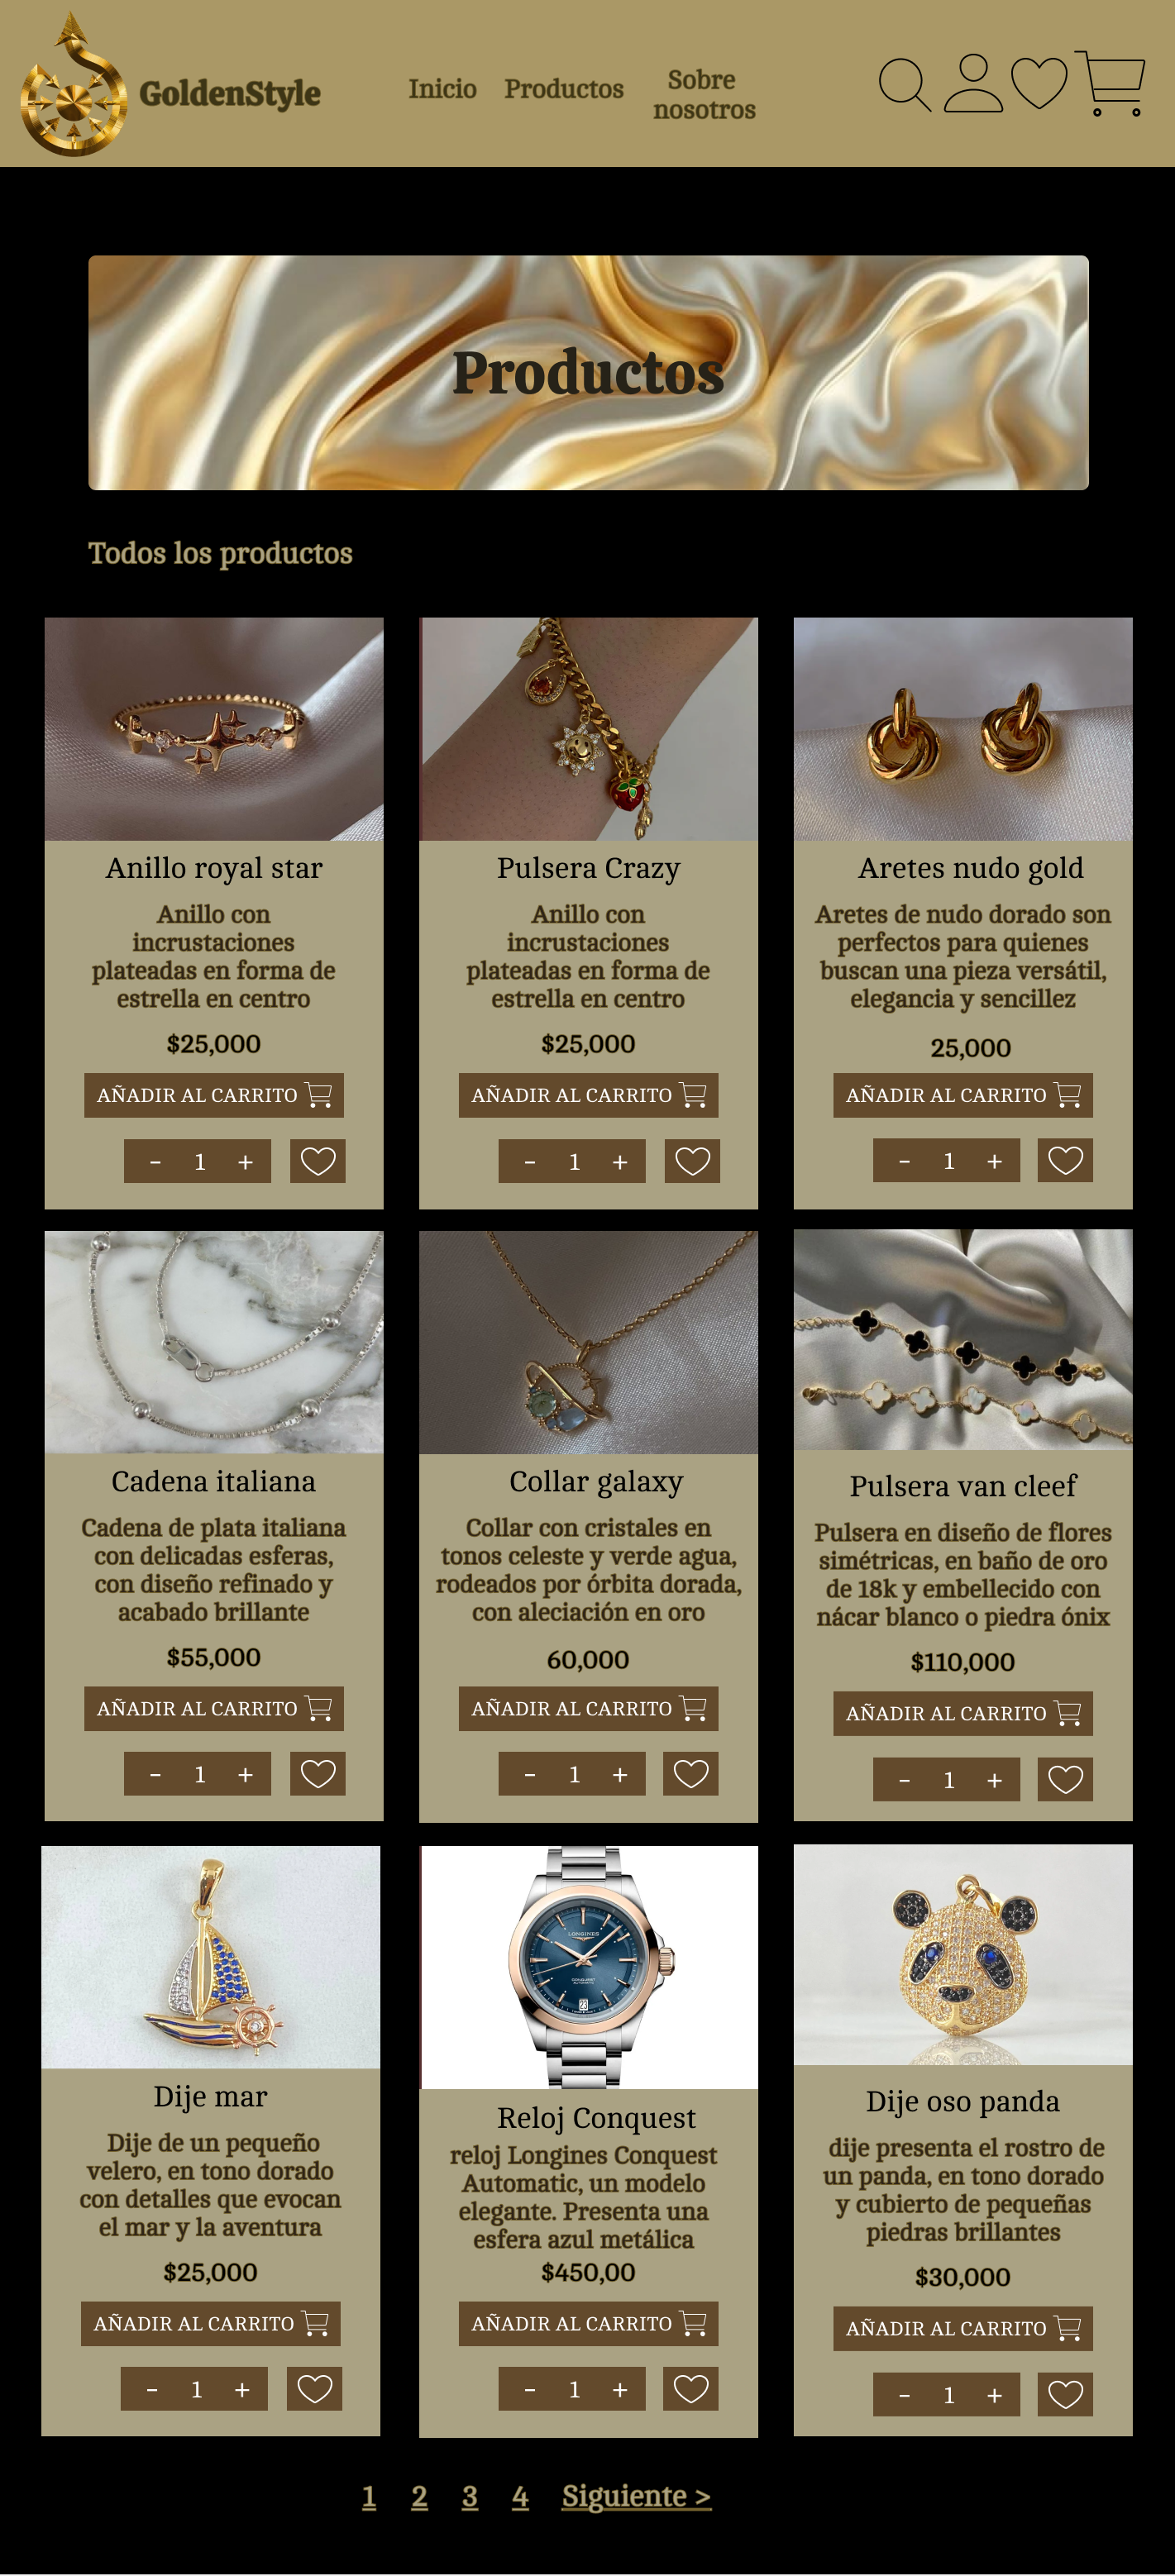 GoldenStyle
Inicio
Productos
Sobre
nosotros
Productos
Todos los productos
Anillo royal star
Anillo con
incrustaciones
plateadas en forma de
estrella en centro
$25,000
AÑADIR AL CARRITO
- 1 +
Pulsera Crazy
Anillo con
incrustaciones
plateadas en forma de
estrella en centro
$25,000
AÑADIR AL CARRITO
- 1 +
Aretes nudo gold
Aretes de nudo dorado son
perfectos para quienes
buscan una pieza versátil,
elegancia y sencillez
25,000
AÑADIR AL CARRITO
- 1 +
Cadena italiana
Cadena de plata italiana
con delicadas esferas,
con diseño refinado y
acabado brillante
$55,000
AÑADIR AL CARRITO
- 1 +
Collar galaxy
Collar con cristales en
tonos celeste y verde agua,
rodeados por órbita dorada,
con aleciación en oro
60,000
AÑADIR AL CARRITO
- 1 +
Pulsera van cleef
Pulsera en diseño de flores
simétricas, en baño de oro
de 18k y embellecido con
nácar blanco o piedra ónix
$110,000
AÑADIR AL CARRITO
- 1 +
Dije mar
Dije de un pequeño
velero, en tono dorado
con detalles que evocan
el mar y la aventura
$25,000
AÑADIR AL CARRITO
- 1 +
LONGINES
CONQUEST
AUTOMATIC
Reloj Conquest
reloj Longines Conquest
Automatic, un modelo
elegante. Presenta una
esfera azul metálica
$450,00
AÑADIR AL CARRITO
- 1 +
Dije oso panda
dije presenta el rostro de
un panda, en tono dorado
y cubierto de pequeñas
piedras brillantes
$30,000
AÑADIR AL CARRITO
- 1 +
1 2 3 4 Siguiente >